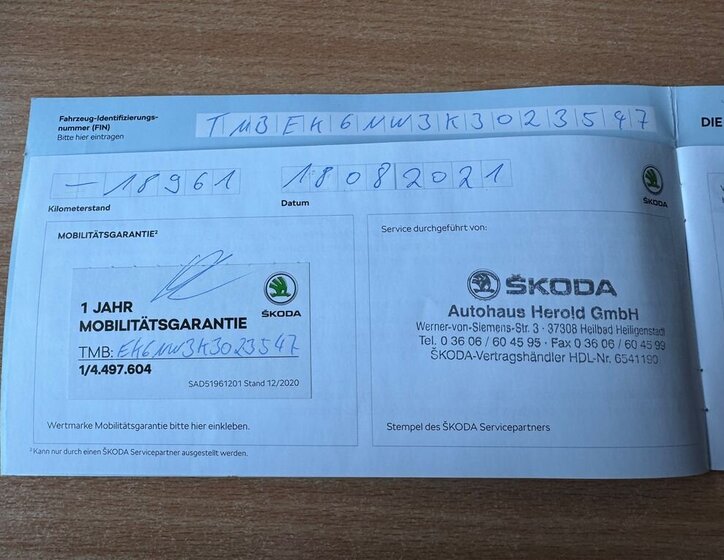 Fahrzeug-Identifizierungs-
nummer (FIN)
Bitte hier eintragen
TMBEK6NW3K3023547
DIE
- 18961
18082021
Kilometerstand
Datum
ŠKODA
MOBILITÄTSGARANTIE²
Service durchgeführt von:
1 JAHR
MOBILITÄTSGARANTIE
ŠKODA
TMB: EK6NW3K3023547
1/4.497.604
SAD51961201 Stand 12/2020
ŠKODA
Autohaus Herold GmbH
Werner-von-Siemens-Str. 3 · 37308 Heilbad Heiligenstadt
Tel. 0 36 06 / 60 45 95 · Fax 0 36 06 / 60 45 99
ŠKODA-Vertragshändler HDL-Nr. 6541190
Wertmarke Mobilitätsgarantie bitte hier einkleben.
Stempel des ŠKODA Servicepartners
² Kann nur durch einen ŠKODA Servicepartner ausgestellt werden.